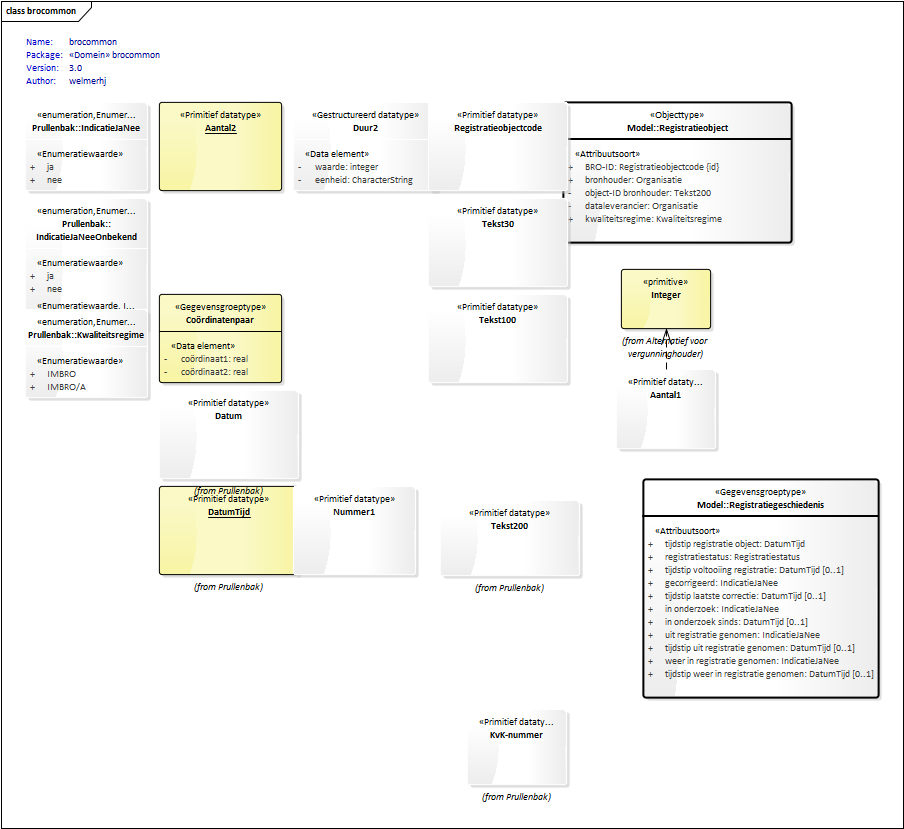 class brocommon
Name: brocommon
Package: «Domein» brocommon
Version: 3.0
Author: welmerhj
«enumeration,Enumer...
Prullenbak::IndicatieJaNee
«Enumeratiewaarde»
+ ja
+ nee
«Primitief datatype»
Aantal2
«Gestructureerd datatype»
Duur2
«Data element»
- waarde: integer
- eenheid: CharacterString
«Primitief datatype»
Registratieobjectcode
«Objecttype»
Model::Registratieobject
«Attribuutsoort»
+ BRO-ID: Registratieobjectcode {id}
+ bronhouder: Organisatie
- object-ID bronhouder: Tekst200
- dataleverancier: Organisatie
+ kwaliteitsregime: Kwaliteitsregime
«enumeration,Enumer...
Prullenbak::
IndicatieJaNeeOnbekend
«Enumeratiewaarde»
+ ja
+ nee
«Enumeratiewaarde, I...
«Primitief datatype»
Tekst30
«primitive»
Integer
(from Alternatief voor
vergunninghouder)
«Gegevensgroeptype»
Coördinatenpaar
«Data element»
- coördinaat1: real
- coördinaat2: real
«Primitief datatype»
Tekst100
«enumeration,Enumer...
Prullenbak::Kwaliteitsregime
«Enumeratiewaarde»
+ IMBRO
+ IMBRO/A
«Primitief dataty...
Aantal1
«Primitief datatype»
Datum
(from Prullenbak)
«Primitief datatype»
DatumTijd
(from Prullenbak)
«Primitief datatype»
Nummer1
«Primitief datatype»
Tekst200
(from Prullenbak)
«Gegevensgroeptype»
Model::Registratiegeschiedenis
«Attribuutsoort»
+ tijdstip registratie object: DatumTijd
+ registratiestatus: Registratiestatus
+ tijdstip voltooiing registratie: DatumTijd [0..1]
+ gecorrigeerd: IndicatieJaNee
+ tijdstip laatste correctie: DatumTijd [0..1]
+ in onderzoek: IndicatieJaNee
+ in onderzoek sinds: DatumTijd [0..1]
+ uit registratie genomen: IndicatieJaNee
+ tijdstip uit registratie genomen: DatumTijd [0..1]
+ weer in registratie genomen: IndicatieJaNee
+ tijdstip weer in registratie genomen: DatumTijd [0..1]
«Primitief dataty...
KvK-nummer
(from Prullenbak)